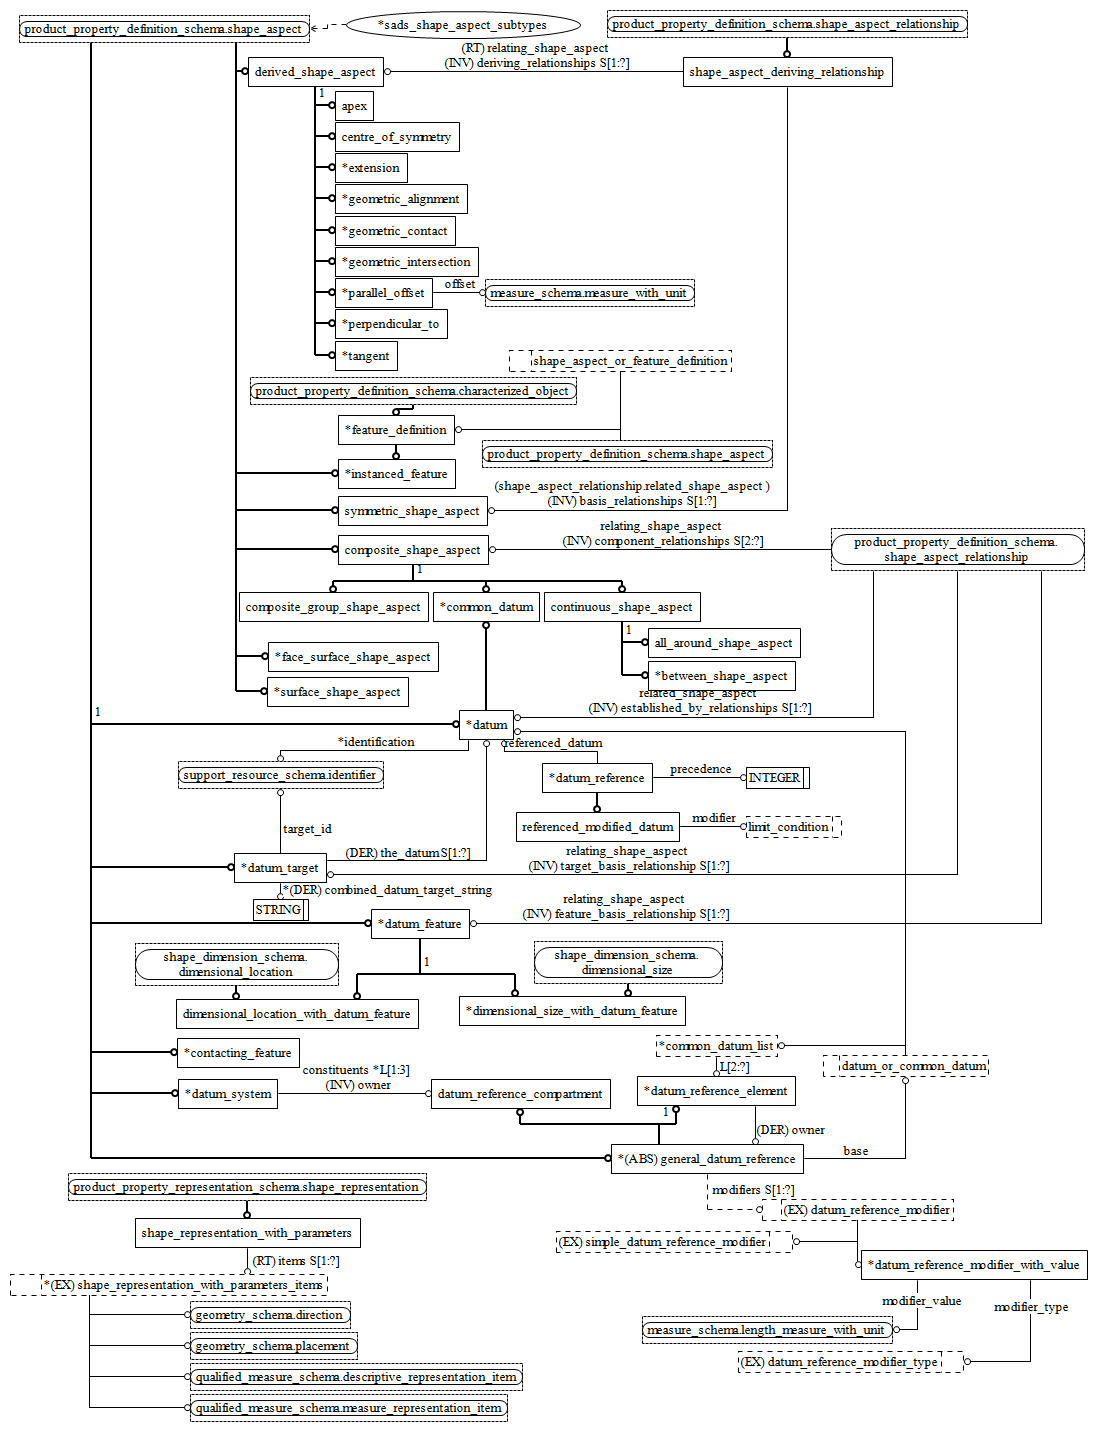 product_property_definition_schema.shape_aspect
*sads_shape_aspect_subtypes
product_property_definition_schema.shape_aspect_relationship
(RT) relating_shape_aspect
(INV) deriving_relationships S[1:?]
derived_shape_aspect
shape_aspect_deriving_relationship
1
apex
centre_of_symmetry
*extension
*geometric_alignment
*geometric_contact
*geometric_intersection
*parallel_offset
offset
measure_schema.measure_with_unit
*perpendicular_to
*tangent
shape_aspect_or_feature_definition
product_property_definition_schema.characterized_object
*feature_definition
product_property_definition_schema.shape_aspect
*instanced_feature
(shape_aspect_relationship.related_shape_aspect )
(INV) basis_relationships S[1:?]
symmetric_shape_aspect
relating_shape_aspect
(INV) component_relationships S[2:?]
composite_shape_aspect
product_property_definition_schema.
shape_aspect_relationship
1
composite_group_shape_aspect
*common_datum
continuous_shape_aspect
1
all_around_shape_aspect
*face_surface_shape_aspect
*between_shape_aspect
*surface_shape_aspect
related_shape_aspect
(INV) established_by_relationships S[1:?]
1
*datum
*identification
referenced_datum
support_resource_schema.identifier
*datum_reference
precedence
INTEGER
target_id
referenced_modified_datum
modifier
limit_condition
(DER) the_datumS[1:?]
relating_shape_aspect
(INV) target_basis_relationship S[1:?]
*datum_target
*(DER) combined_datum_target_string
STRING
relating_shape_aspect
(INV) feature_basis_relationship S[1:?]
*datum_feature
1
shape_dimension_schema.
dimensional_location
shape_dimension_schema.
dimensional_size
dimensional_location_with_datum_feature
*dimensional_size_with_datum_feature
*contacting_feature
*common_datum_list
datum_or_common_datum
constituents *L[1:3]
(INV) owner
L[2:?]
*datum_system
datum_reference_compartment
*datum_reference_element
1
(DER) owner
*(ABS) general_datum_reference
base
product_property_representation_schema.shape_representation
modifiers S[1:?]
(EX) datum_reference_modifier
shape_representation_with_parameters
(EX) simple_datum_reference_modifier
(RT) items S[1:?]
*datum_reference_modifier_with_value
*(EX) shape_representation_with_parameters_items
modifier_value
modifier_type
geometry_schema.direction
measure_schema.length_measure_with_unit
geometry_schema.placement
(EX) datum_reference_modifier_type
qualified_measure_schema.descriptive_representation_item
qualified_measure_schema.measure_representation_item